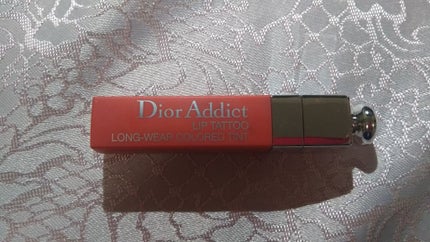 Dior Addict
LIP TATTOO
LONG-WEAR COLORED TINT